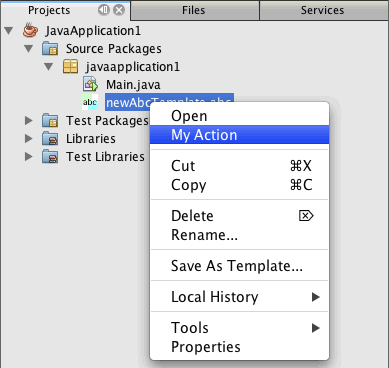 Projects
Files
Services
JavaApplication1
Source Packages
javaapplication1
Main.java
abc newAbcTemplate.abc
Test Packages
Libraries
Test Libraries
Open
My Action
Cut ⌘X
Copy ⌘C
Delete ⌦
Rename...
Save As Template...
Local History
Tools
Properties